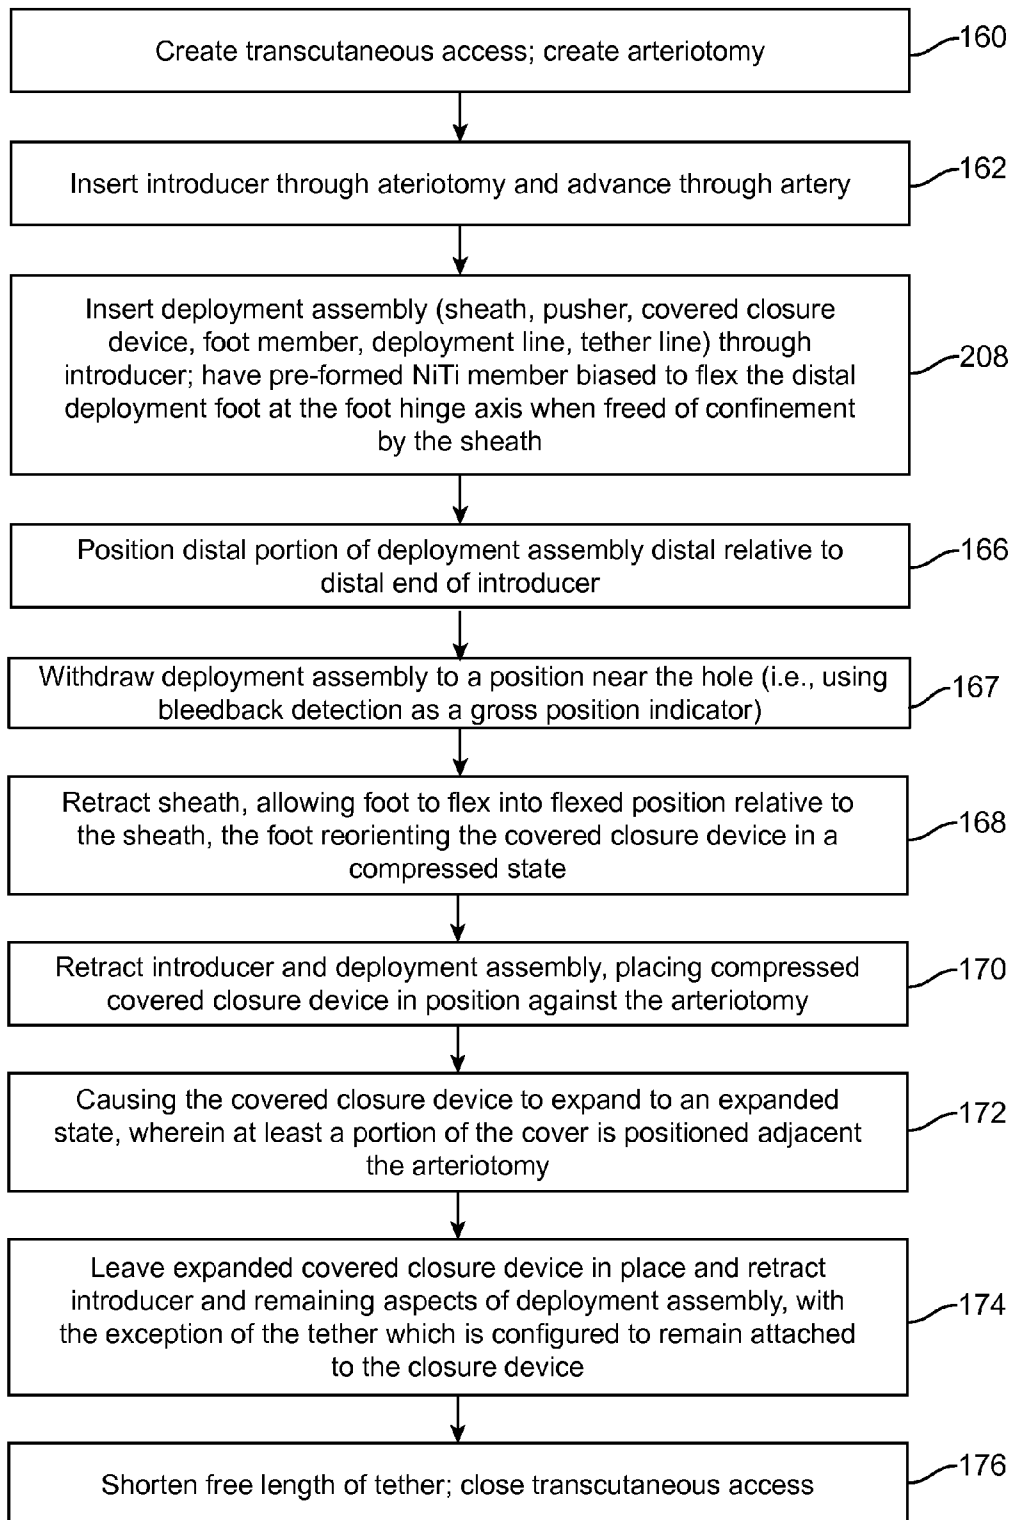 Create transcutaneous access; create arteriotomy
160
Insert introducer through ateriotomy and advance through artery
162
Insert deployment assembly (sheath, pusher, covered closure
device, foot member, deployment line, tether line) through
introducer; have pre-formed NiTi member biased to flex the distal
deployment foot at the foot hinge axis when freed of confinement
by the sheath
208
Position distal portion of deployment assembly distal relative to
distal end of introducer
166
Withdraw deployment assembly to a position near the hole (i.e., using
bleedback detection as a gross position indicator)
167
Retract sheath, allowing foot to flex into flexed position relative to
the sheath, the foot reorienting the covered closure device in a
compressed state
168
Retract introducer and deployment assembly, placing compressed
covered closure device in position against the arteriotomy
170
Causing the covered closure device to expand to an expanded
state, wherein at least a portion of the cover is positioned adjacent
the arteriotomy
172
Leave expanded covered closure device in place and retract
introducer and remaining aspects of deployment assembly, with
the exception of the tether which is configured to remain attached
to the closure device
174
Shorten free length of tether; close transcutaneous access
176